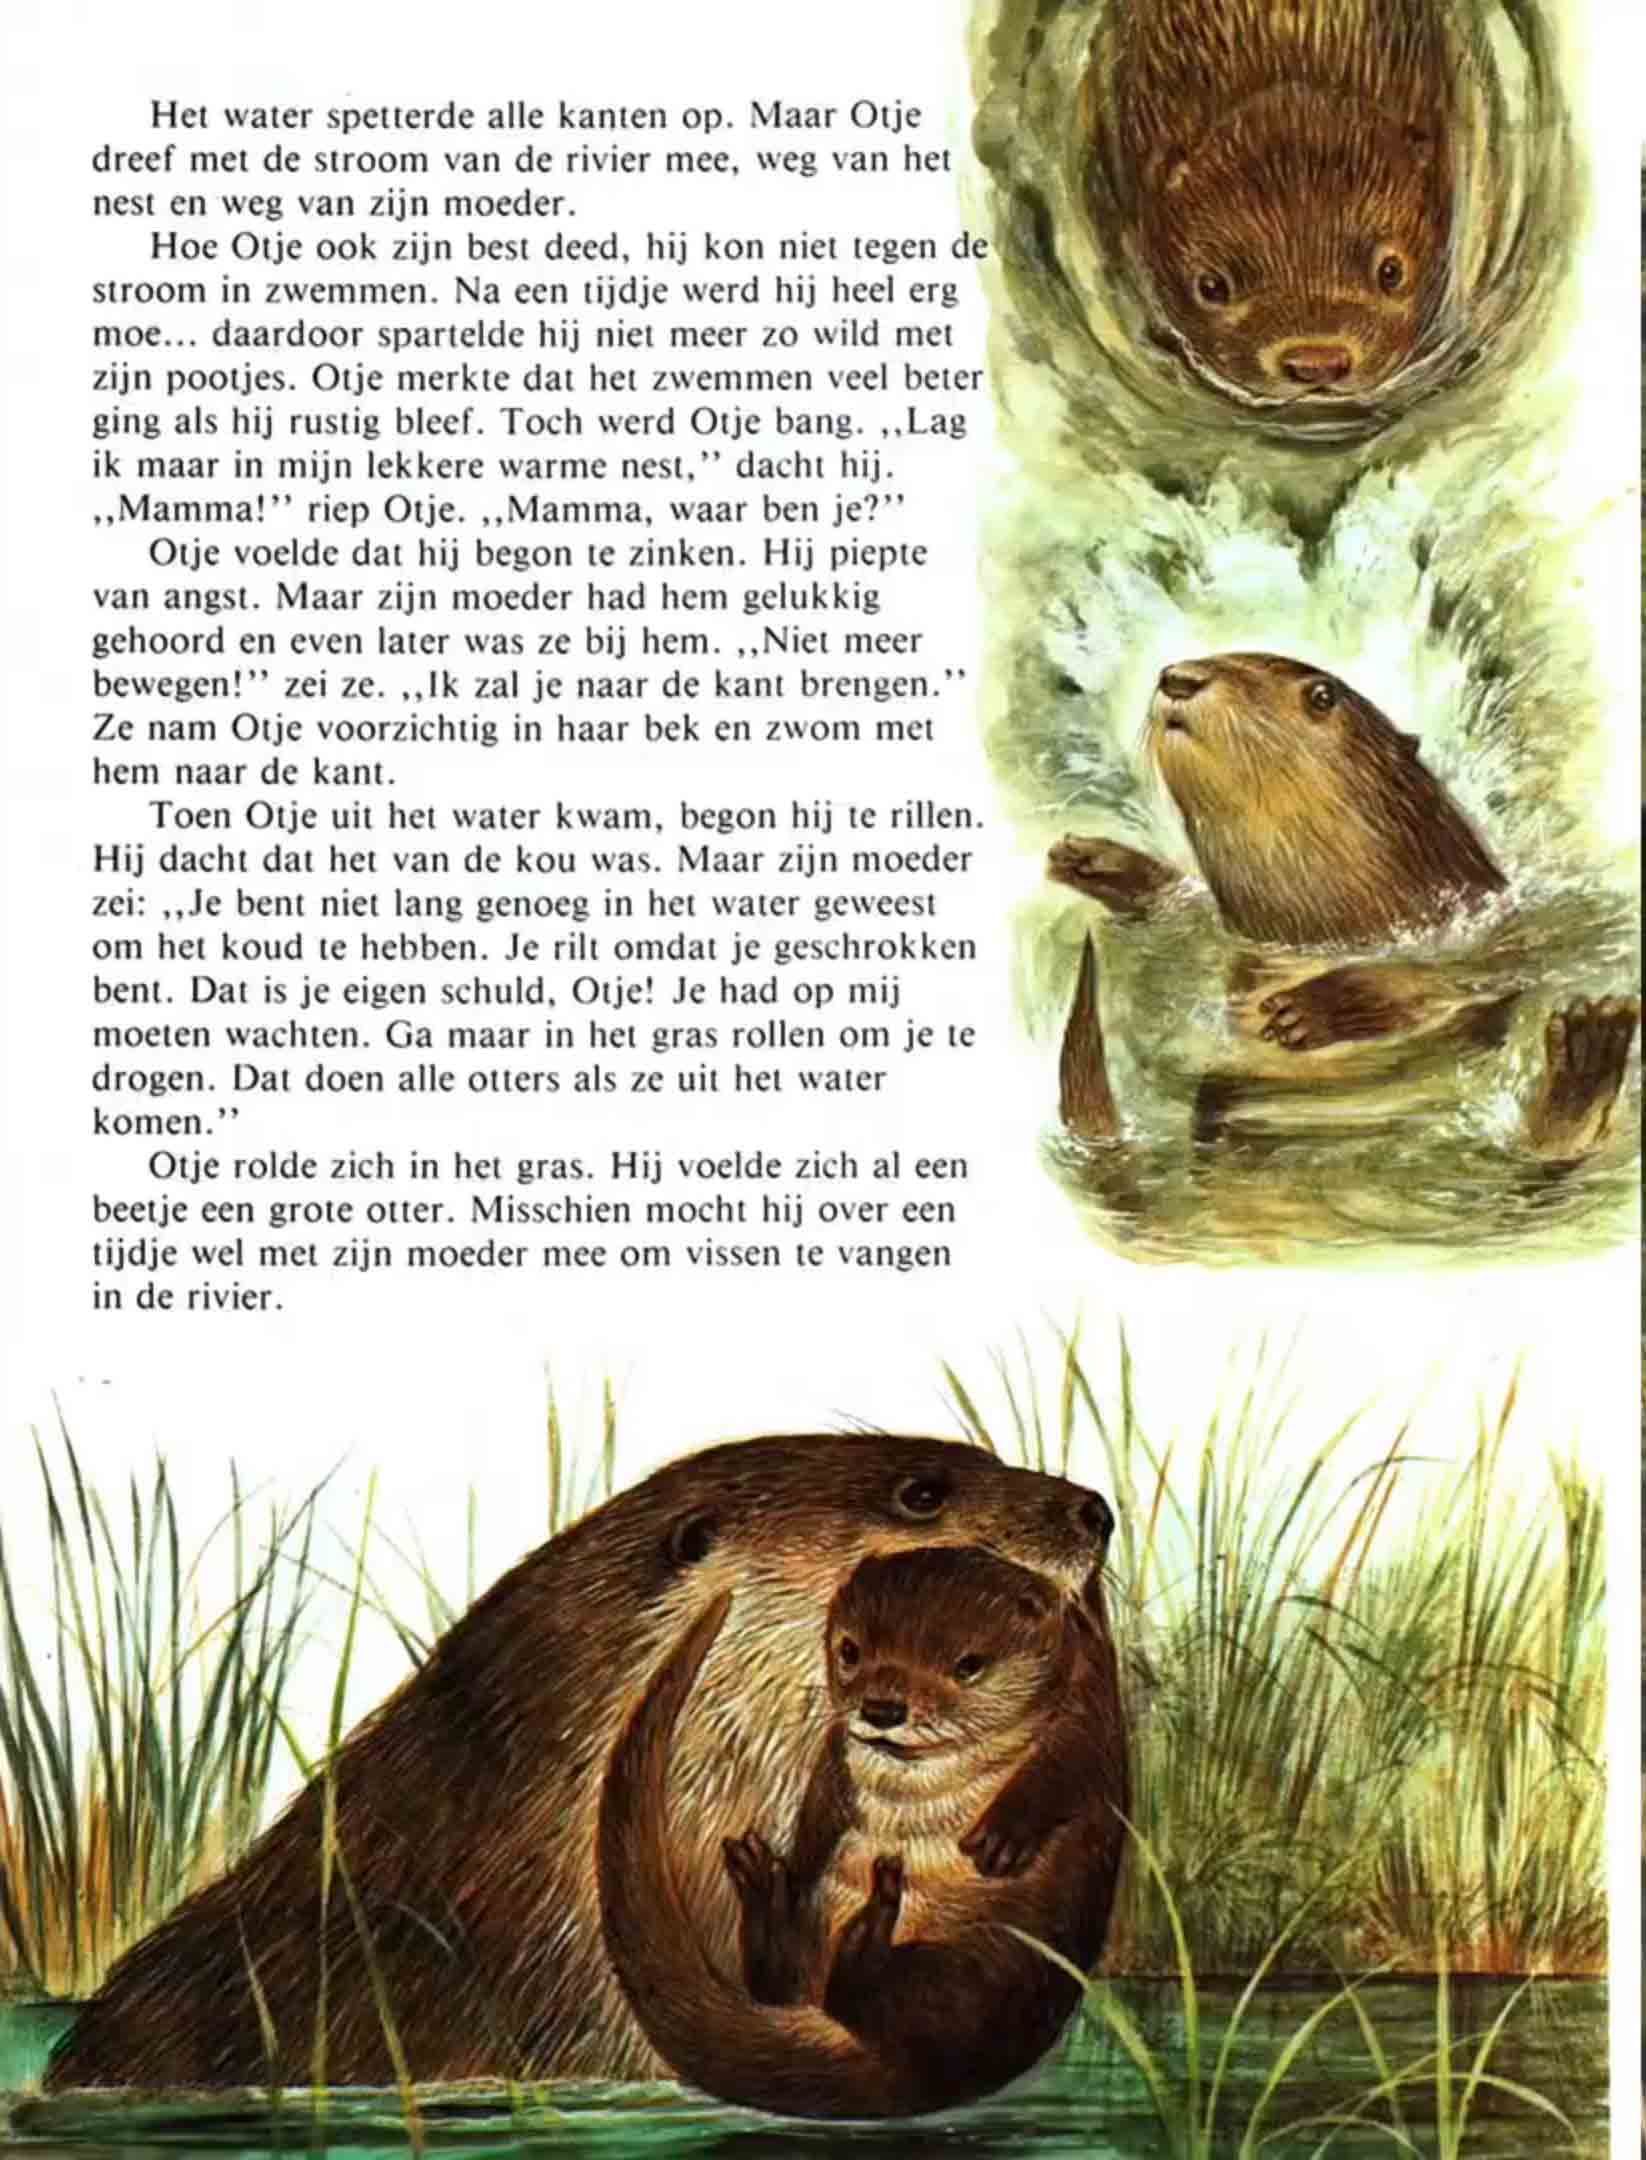 Het water spetterde alle kanten op. Maar Otje
dreef met de stroom van de rivier mee, weg van het
nest en weg van zijn moeder.
Hoe Otje ook zijn best deed, hij kon niet tegen de
stroom in zwemmen. Na een tijdje werd hij heel erg
moe... daardoor spartelde hij niet meer zo wild met
zijn pootjes. Otje merkte dat het zwemmen veel beter
ging als hij rustig bleef. Toch werd Otje bang. ,,Lag
ik maar in mijn lekkere warme nest,’’ dacht hij.
,,Mamma!’’ riep Otje. ,,Mamma, waar ben je?’’
Otje voelde dat hij begon te zinken. Hij piepte
van angst. Maar zijn moeder had hem gelukkig
gehoord en even later was ze bij hem. ,,Niet meer
bewegen!’’ zei ze. ,,Ik zal je naar de kant brengen.’’
Ze nam Otje voorzichtig in haar bek en zwom met
hem naar de kant.
Toen Otje uit het water kwam, begon hij te rillen.
Hij dacht dat het van de kou was. Maar zijn moeder
zei: ,,Je bent niet lang genoeg in het water geweest
om het koud te hebben. Je rilt omdat je geschrokken
bent. Dat is je eigen schuld, Otje! Je had op mij
moeten wachten. Ga maar in het gras rollen om je te
drogen. Dat doen alle otters als ze uit het water
komen.’’
Otje rolde zich in het gras. Hij voelde zich al een
beetje een grote otter. Misschien mocht hij over een
tijdje wel met zijn moeder mee om vissen te vangen
in de rivier.